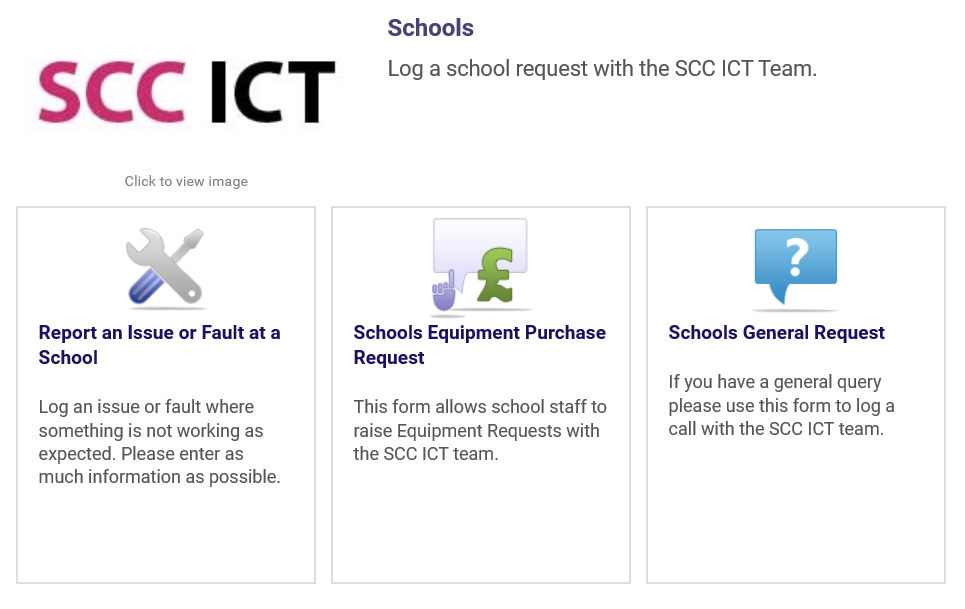 Schools
SCC ICT
Log a school request with the SCC ICT Team.
Click to view image
Report an Issue or Fault at a
School
Log an issue or fault where
something is not working as
expected. Please enter as
much information as possible.
£
Schools Equipment Purchase
Request
This form allows school staff to
raise Equipment Requests with
the SCC ICT team.
?
Schools General Request
If you have a general query
please use this form to log a
call with the SCC ICT team.